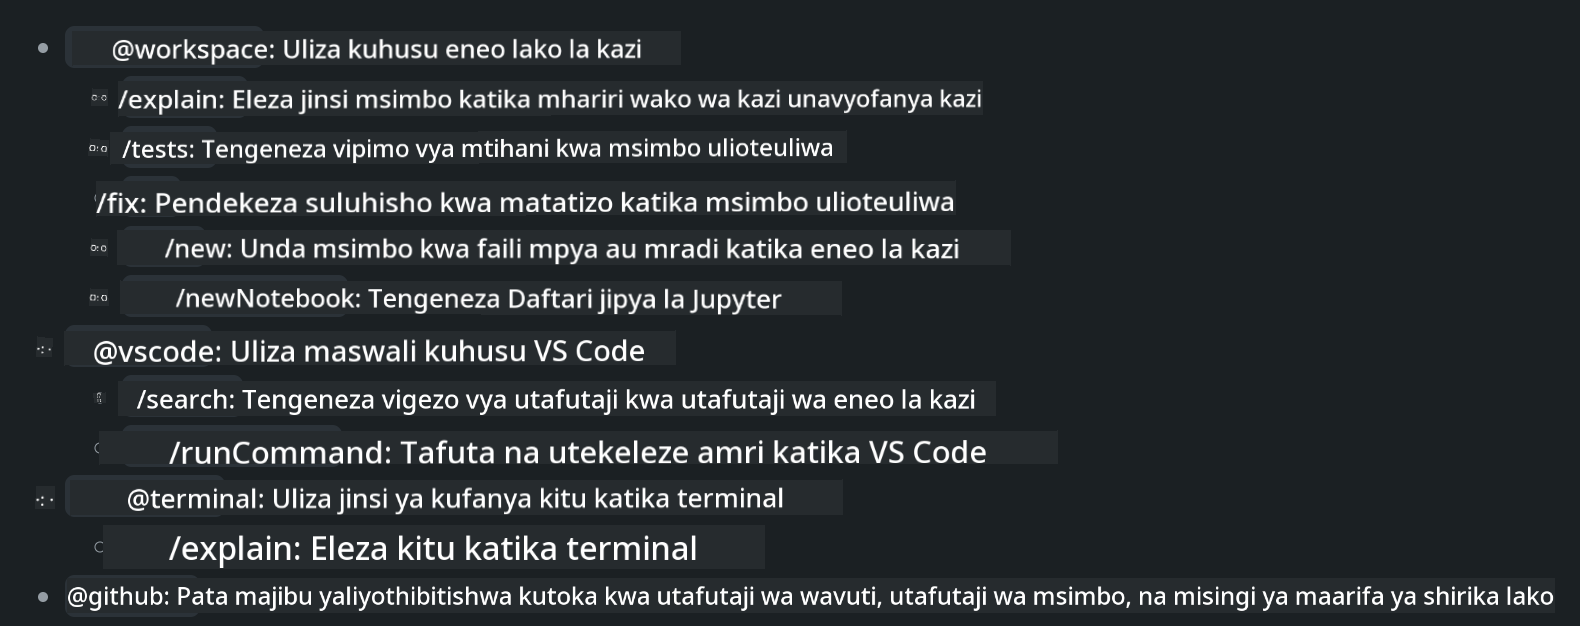 @workspace: Uliza kuhusu eneo lako la kazi
/explain: Eleza jinsi msimbo katika mhariri wako wa kazi unavyofanya kazi
/tests: Tengeneza vipimo vya mtihani kwa msimbo ulioteuliwa
/fix: Pendekeza suluhisho kwa matatizo katika msimbo ulioteuliwa
/new: Unda msimbo kwa faili mpya au mradi katika eneo la kazi
/newNotebook: Tengeneza Daftari jipya la Jupyter
@vscode: Uliza maswali kuhusu VS Code
/search: Tengeneza vigezo vya utafutaji kwa utafutaji wa eneo la kazi
/runCommand: Tafuta na utekeleze amri katika VS Code
@terminal: Uliza jinsi ya kufanya kitu katika terminal
/explain: Eleza kitu katika terminal
@github: Pata majibu yaliyothibitishwa kutoka kwa utafutaji wa wavuti, utafutaji wa msimbo, na misingi ya maarifa ya shirika lako